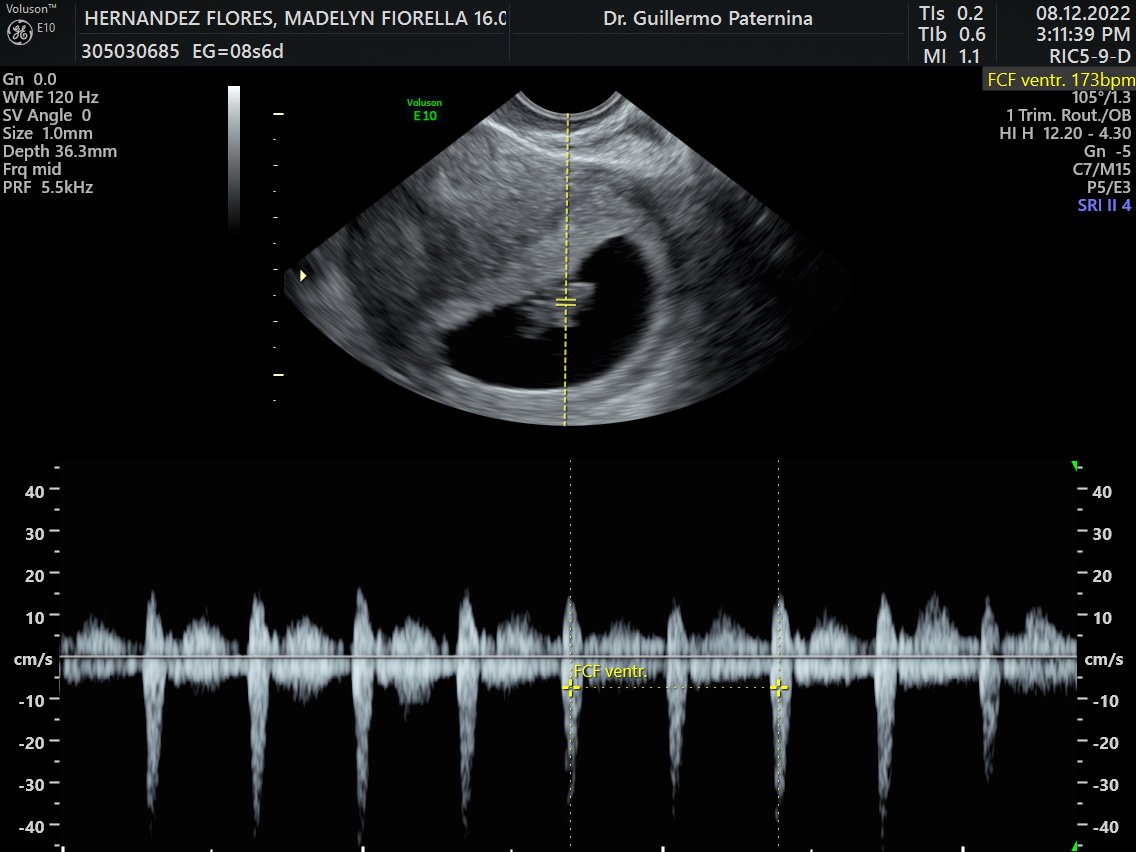 Voluson™
E10
HERNANDEZ FLORES, MADELYN FIORELLA 16.0
305030685 EG=08s6d
Dr. Guillermo Paternina
TIs 0.2
TIb 0.6
MI 1.1
08.12.2022
3:11:39 PM
RIC5-9-D
Gn 0.0
WMF 120 Hz
SV Angle 0
Size 1.0mm
Depth 36.3mm
Frq mid
PRF 5.5kHz
Voluson
E10
FCF ventr. 173bpm
105°/1.3
1 Trim. Rout./OB
HI H 12.20 - 4.30
Gn -5
C7/M15
P5/E3
SRI II 4
40
30
20
10
cm/s
-10
-20
-30
-40
FCF ventr.
40
30
20
10
cm/s
-10
-20
-30
-40